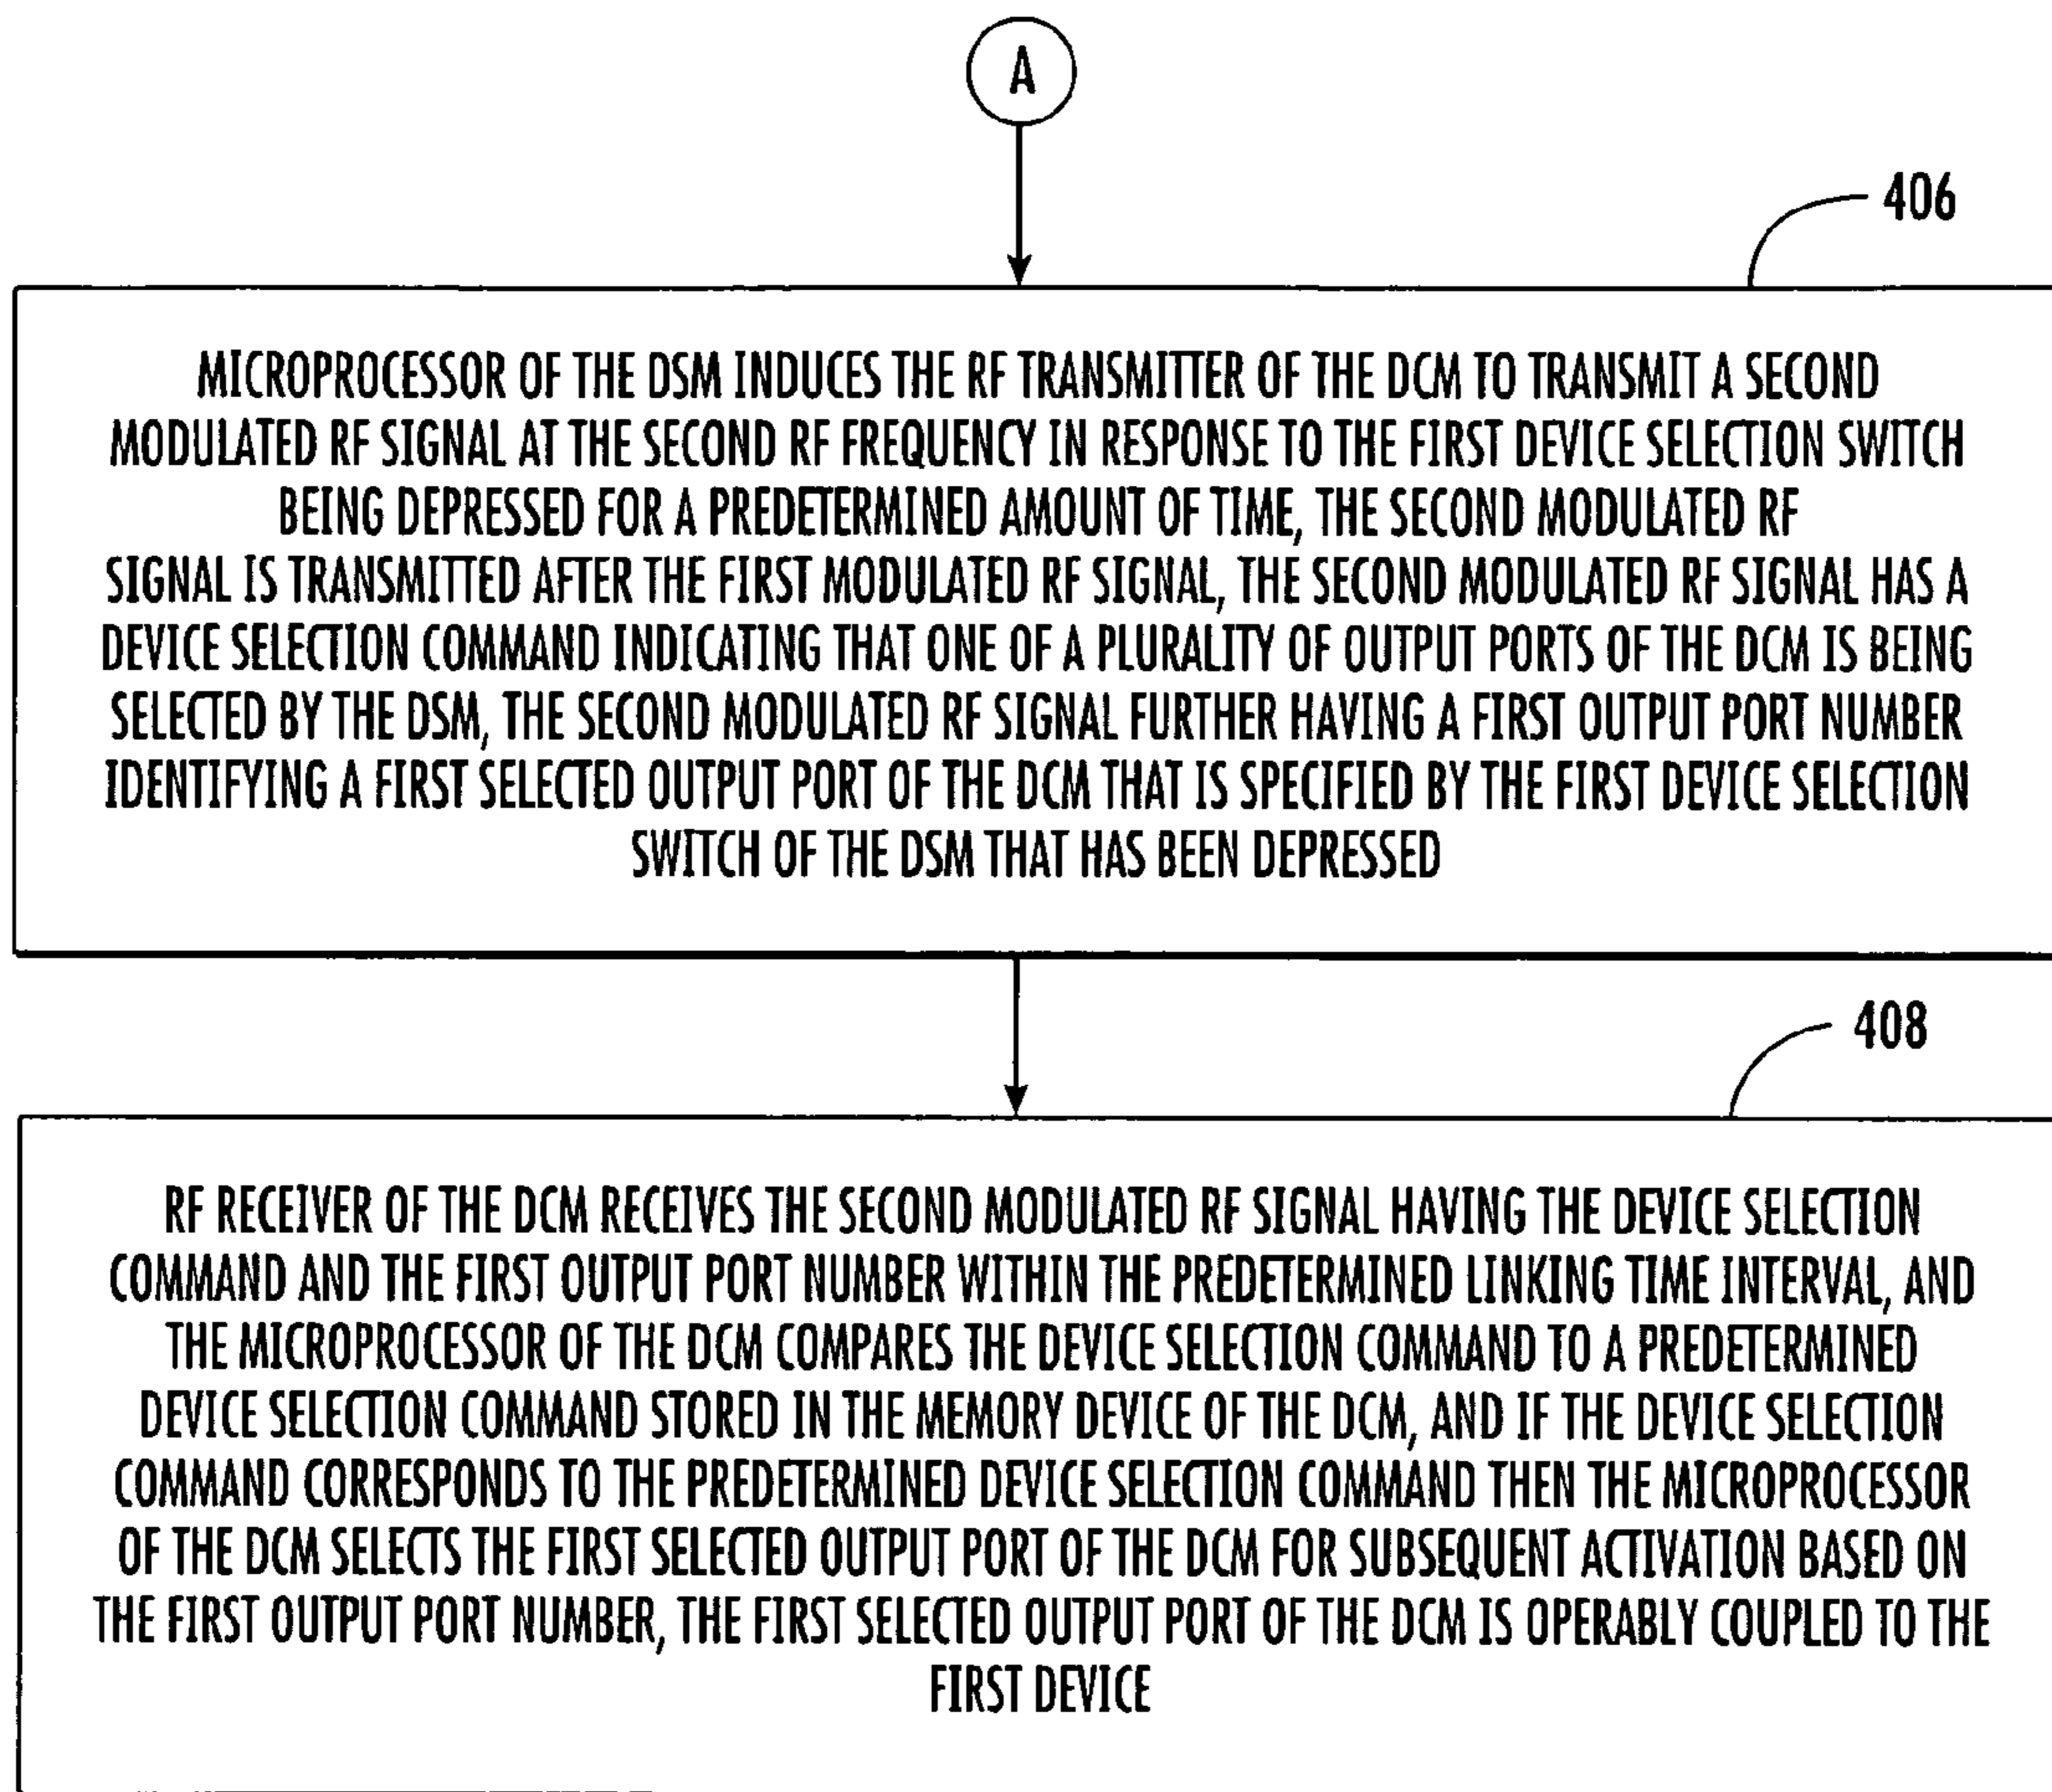 A
406
MICROPROCESSOR OF THE DSM INDUCES THE RF TRANSMITTER OF THE DCM TO TRANSMIT A SECOND
MODULATED RF SIGNAL AT THE SECOND RF FREQUENCY IN RESPONSE TO THE FIRST DEVICE SELECTION SWITCH
BEING DEPRESSED FOR A PREDETERMINED AMOUNT OF TIME, THE SECOND MODULATED RF
SIGNAL IS TRANSMITTED AFTER THE FIRST MODULATED RF SIGNAL, THE SECOND MODULATED RF SIGNAL HAS A
DEVICE SELECTION COMMAND INDICATING THAT ONE OF A PLURALITY OF OUTPUT PORTS OF THE DCM IS BEING
SELECTED BY THE DSM, THE SECOND MODULATED RF SIGNAL FURTHER HAVING A FIRST OUTPUT PORT NUMBER
IDENTIFYING A FIRST SELECTED OUTPUT PORT OF THE DCM THAT IS SPECIFIED BY THE FIRST DEVICE SELECTION
SWITCH OF THE DSM THAT HAS BEEN DEPRESSED
408
RF RECEIVER OF THE DCM RECEIVES THE SECOND MODULATED RF SIGNAL HAVING THE DEVICE SELECTION
COMMAND AND THE FIRST OUTPUT PORT NUMBER WITHIN THE PREDETERMINED LINKING TIME INTERVAL, AND
THE MICROPROCESSOR OF THE DCM COMPARES THE DEVICE SELECTION COMMAND TO A PREDETERMINED
DEVICE SELECTION COMMAND STORED IN THE MEMORY DEVICE OF THE DCM, AND IF THE DEVICE SELECTION
COMMAND CORRESPONDS TO THE PREDETERMINED DEVICE SELECTION COMMAND THEN THE MICROPROCESSOR
OF THE DCM SELECTS THE FIRST SELECTED OUTPUT PORT OF THE DCM FOR SUBSEQUENT ACTIVATION BASED ON
THE FIRST OUTPUT PORT NUMBER, THE FIRST SELECTED OUTPUT PORT OF THE DCM IS OPERABLY COUPLED TO THE
FIRST DEVICE